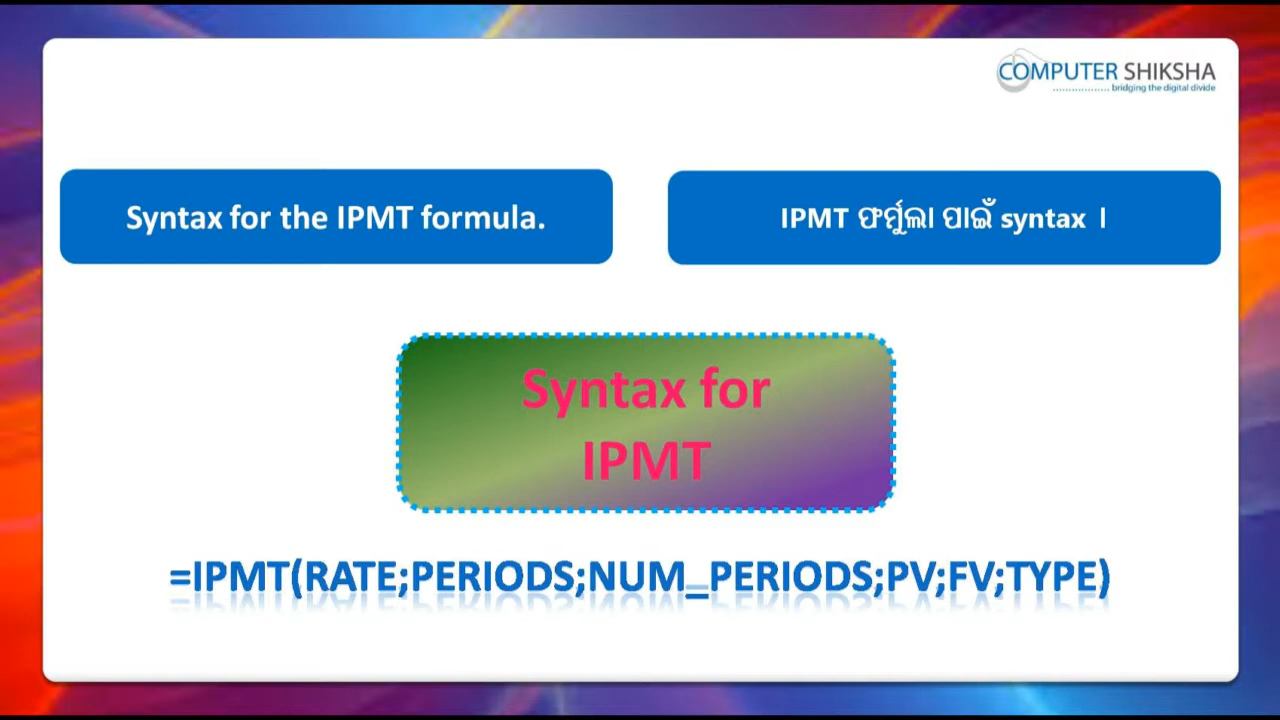 COMPUTER SHIKSHA
bridging the digital divide
Syntax for the IPMT formula.
IPMT ଫର୍ମୁଲା ପାଇଁ syntax ।
Syntax for
IPMT
=IPMT(RATE;PERIODS;NUM_PERIODS;PV;FV;TYPE)